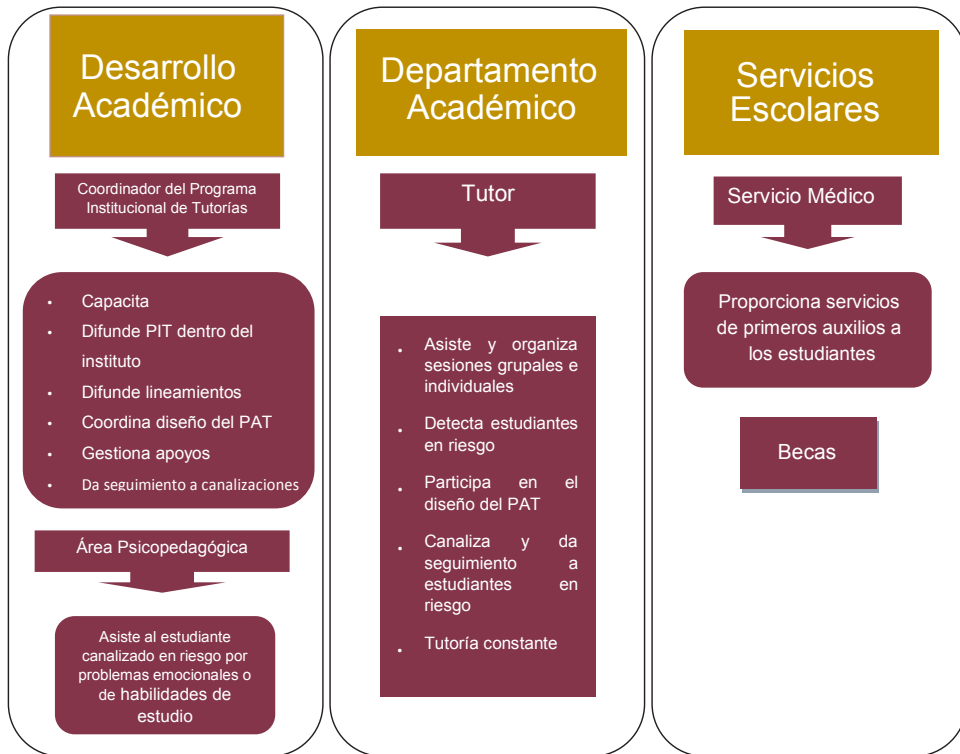 Desarrollo
Académico
Coordinador del Programa
Institucional de Tutorías
• Capacita
• Difunde PIT dentro del
instituto
• Difunde lineamientos
• Coordina diseño del PAT
• Gestiona apoyos
• Da seguimiento a canalizaciones
Área Psicopedagógica
Asiste al estudiante
canalizado en riesgo por
problemas emocionales o
de habilidades de
estudio
Departamento
Académico
Tutor
• Asiste y organiza
sesiones grupales e
individuales
• Detecta estudiantes
en riesgo
• Participa en el
diseño del PAT
• Canaliza y da
seguimiento a
estudiantes en
riesgo
• Tutoría constante
Servicios
Escolares
Servicio Médico
Proporciona servicios
de primeros auxilios a
los estudiantes
Becas